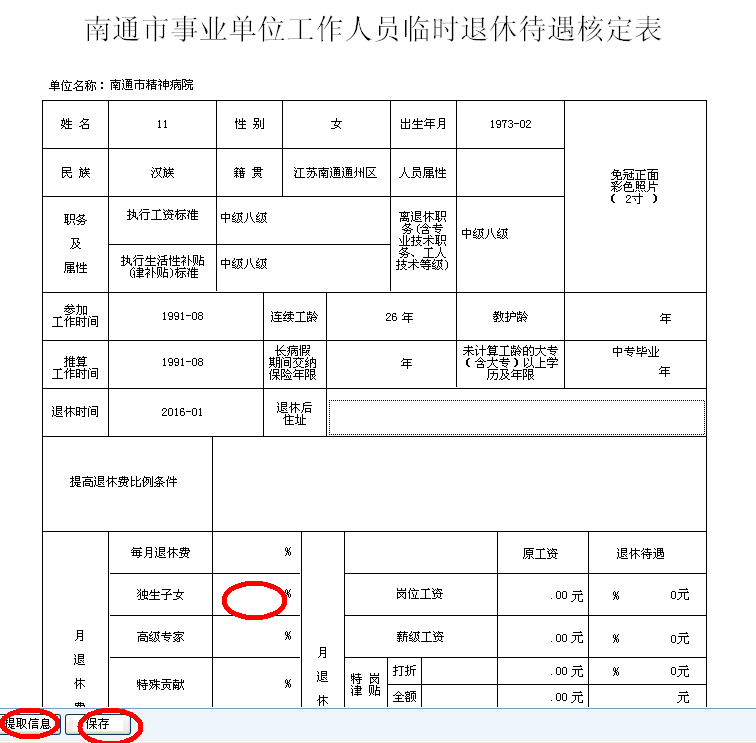 南通市事业单位工作人员临时退休待遇核定表
单位名称：南通市精神病院
姓 名 11 性 别 女 出生年月 1973-02
民 族 汉族 籍 贯 江苏南通通州区 人员属性
免冠正面
彩色照片
( 2寸 )
职务
及
属性
执行工资标准 中级八级
执行生活性补贴
(津补贴)标准
中级八级
离退休职
务(含专
业技术职
务、工人
技术等级)
中级八级
参加
工作时间
1991-08 连续工龄 26 年 教护龄 年
推算
工作时间
1991-08
长病假
期间交纳
保险年限
年
未计算工龄的大专
(含大专)以上学
历及年限
中专毕业
年
退休时间 2016-01
退休后
住址
提高退休费比例条件
月
退
休
费
每月退休费 %
独生子女 %
高级专家 %
特殊贡献 %
月
退
休
原工资 退休待遇
岗位工资 .00 元 % 0元
薪级工资 .00 元 % 0元
特 岗
津 贴
打折 .00 元 % 0元
全额 .00 元 元
提取信息 保存